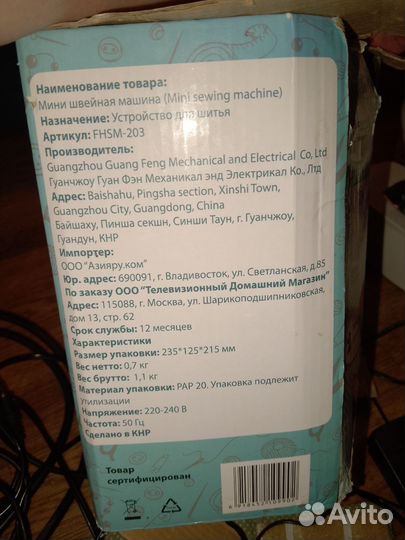 Наименование товара:
Мини швейная машина (Mini sewing machine)
Назначение: Устройство для шитья
Артикул: FHSM-203
Производитель:
Guangzhou Guang Feng Mechanical and Electrical Co, Ltd
Гуанчжоу Гуан Фэн Механикал энд Электрикал Ко., Лтд
Адрес: Baishahu, Pingsha section, Xinshi Town,
Guangzhou City, Guangdong, China
Байшаху, Пинша секшн, Синши Таун, г. Гуанчжоу,
Гуандун, КНР
Импортер:
ООО "Азияру.ком"
Юр. адрес: 690091, г. Владивосток, ул. Светланская, д.85
По заказу ООО "Телевизионный Домашний Магазин"
Адрес: 115088, г. Москва, ул. Шарикоподшипниковская,
дом 13, стр. 62
Срок службы: 12 месяцев
Характеристики
Размер упаковки: 235*125*215 мм
Вес нетто: 0,7 кг
Вес брутто: 1,1 кг
Материал упаковки: PAP 20. Упаковка подлежит
утилизации
Напряжение: 220-240 В
Частота: 50 Гц
Сделано в КНР
Товар
сертифицирован
Avito